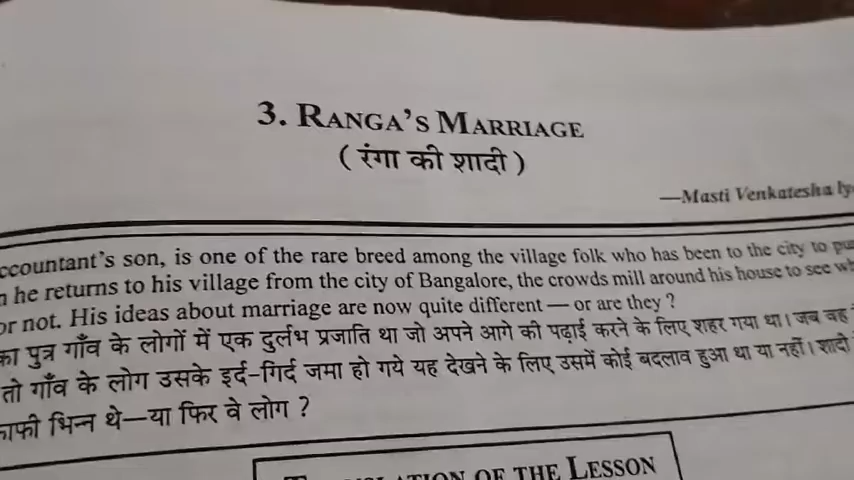 3. RANGA'S MARRIAGE
( रंगा की शादी )
—Masti Venkatesha
son, is one of the rare breed among the village folk who has been to the city to
he returns to his village from the city of Bangalore, the crowds mill around his house to see
or not. His ideas about marriage are now quite different — or are they ?
पुत्र गाँव के लोगों में एक दुर्लभ प्रजाति था जो अपने आगे की पढ़ाई करने के लिए शहर गया था। जब वह
तो गाँव के लोग उसके इर्द-गिर्द जमा हो गये यह देखने के लिए उसमें कोई बदलाव हुआ था या नहीं। शादी
भिन्न थे—या फिर वे लोग ?
OF THE LESSON